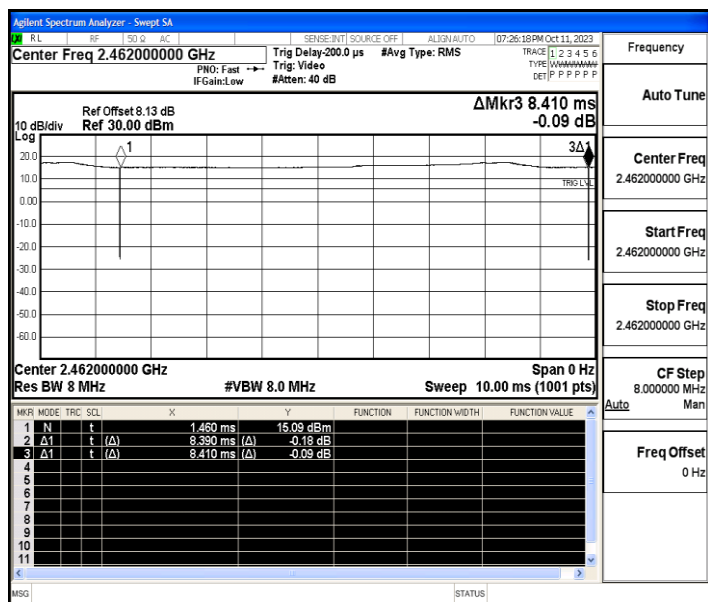 Agilent Spectrum Analyzer - Swept SA
RL RF 50 Ω AC SENSE:INT SOURCE OFF ALIGNAUTO 07:26:18 PM Oct 11, 2023
Center Freq 2.462000000 GHz
PNO: Fast
IFGain:Low
Trig Delay-200.0 µs #Avg Type: RMS
Trig: Video
#Atten: 40 dB
TRACE 1 2 3 4 5 6
TYPE
DET P P P P P P
Frequency
Auto Tune
Center Freq
2.462000000 GHz
Start Freq
2.462000000 GHz
Stop Freq
2.462000000 GHz
CF Step
8.000000 MHz
Auto Man
Freq Offset
0 Hz
ΔMkr3 8.410 ms
-0.09 dB
Ref Offset 8.13 dB
10 dB/div Ref 30.00 dBm
Log
1
3Δ1
TRIG LVL
20.0
10.0
0.00
-10.0
-20.0
-30.0
-40.0
-50.0
-60.0
Center 2.462000000 GHz Span 0 Hz
Res BW 8 MHz #VBW 8.0 MHz Sweep 10.00 ms (1001 pts)
MKR MODE TRC SCL X Y FUNCTION FUNCTION WIDTH FUNCTION VALUE
1 N t 1.460 ms 15.09 dBm
2 Δ1 t (Δ) 8.390 ms (Δ) -0.18 dB
3 Δ1 t (Δ) 8.410 ms (Δ) -0.09 dB
4
5
6
7
8
9
10
11
MSG STATUS